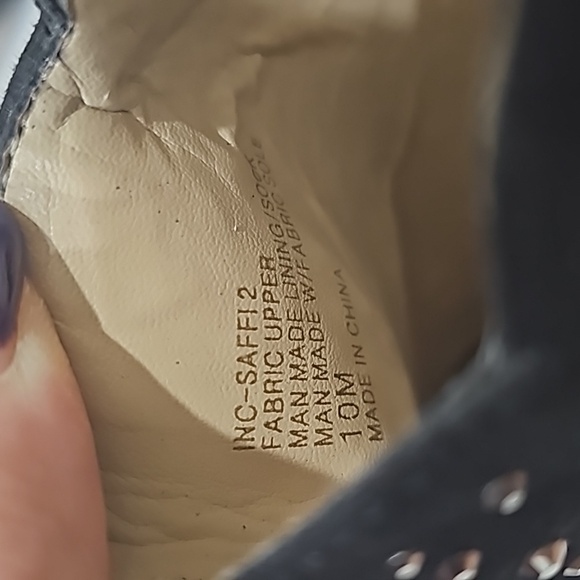 INC-SAFFI 2
FABRIC UPPER
MAN MADE LINING/SOCK
MAN MADE W/FABRIC SOLE
10M
MADE IN CHINA